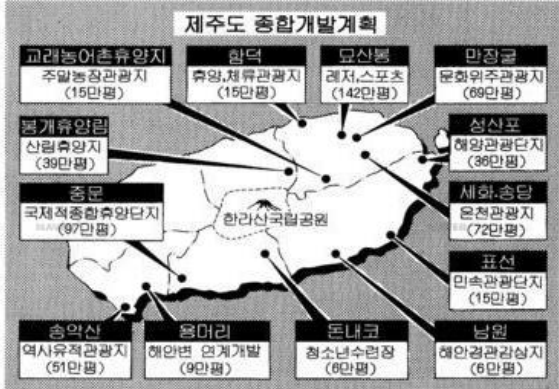 제주도 종합개발계획
교래농어촌휴양지
주말농장관광지
(15만평)
함덕
휴양,체류관광지
(15만평)
묘산봉
레저,스포츠
(142만평)
만장굴
문화위주관광지
(69만평)
봉개휴양림
산림휴양지
(39만평)
성산포
해양관광단지
(36만평)
중문
국제적종합휴양단지
(97만평)
한라산국립공원
세화.송당
온천관광지
(72만평)
표선
민속관광단지
(15만평)
송악산
역사유적관광지
(51만평)
용머리
해안변 연계개발
(9만평)
돈내코
청소년수련장
(6만평)
남원
해안경관감상지
(6만평)